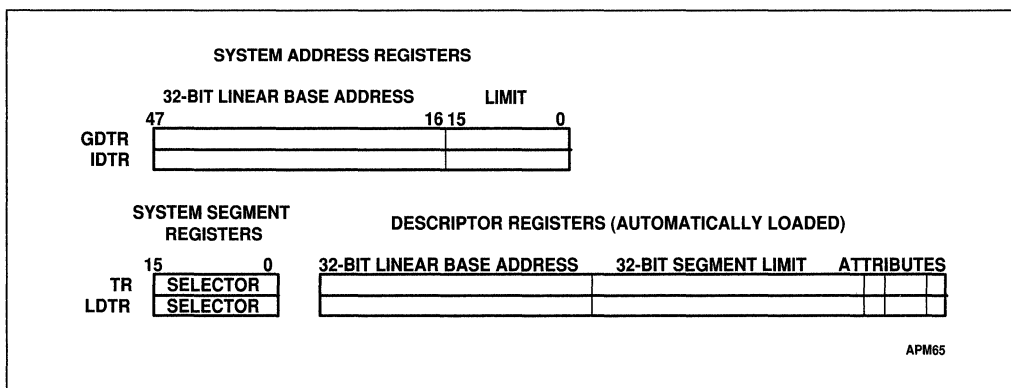 SYSTEM ADDRESS REGISTERS
32-BIT LINEAR BASE ADDRESS LIMIT
47 16 15 0
GDTR
IDTR
SYSTEM SEGMENT
REGISTERS
DESCRIPTOR REGISTERS (AUTOMATICALLY LOADED)
15 0 32-BIT LINEAR BASE ADDRESS 32-BIT SEGMENT LIMIT ATTRIBUTES
TR SELECTOR
LDTR SELECTOR
APM65